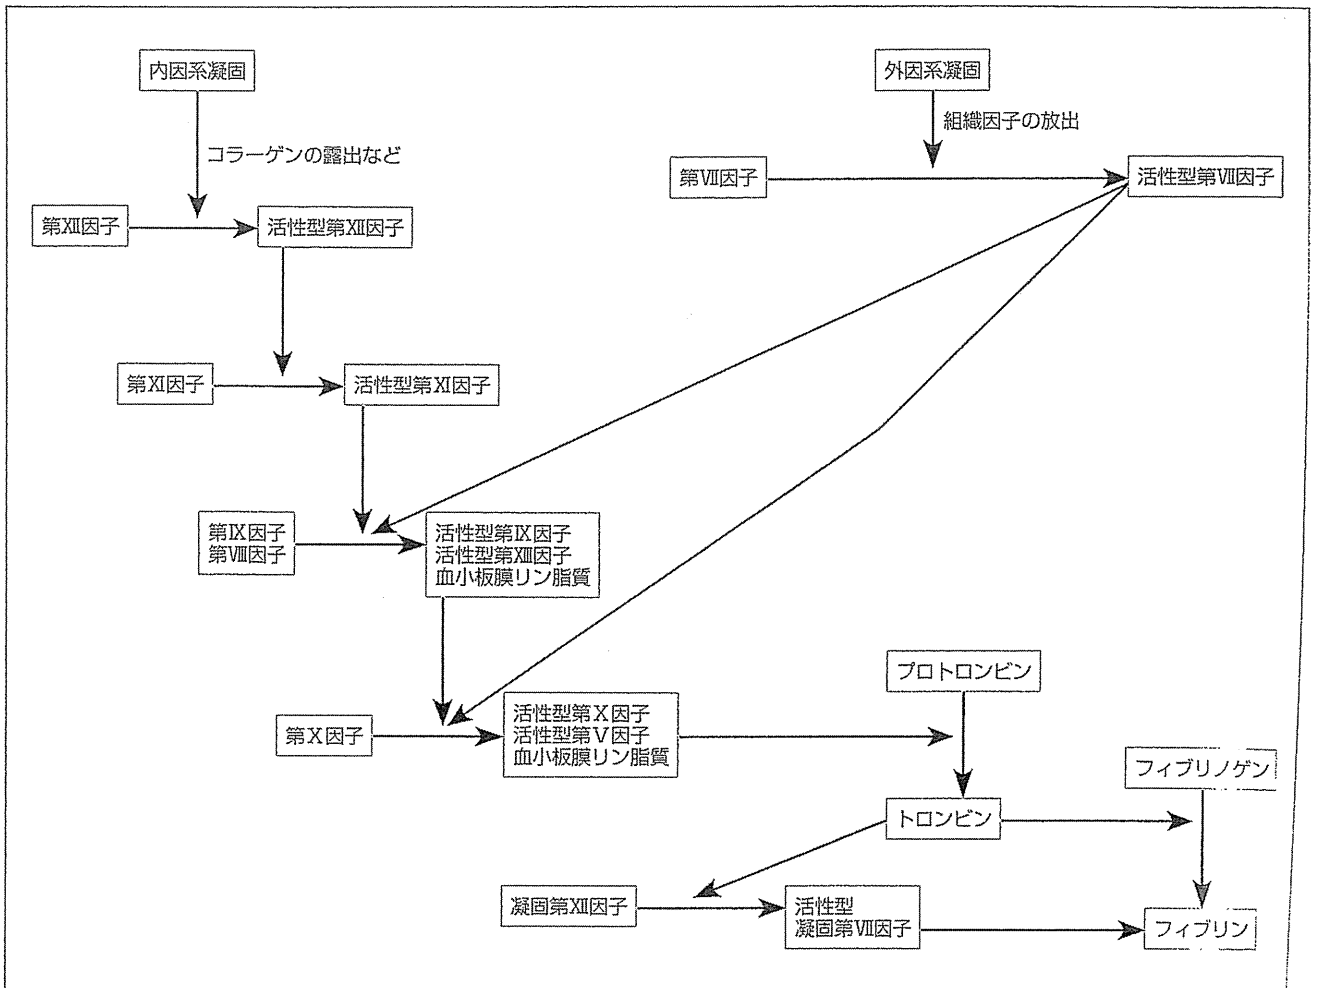 内因系凝固
外因系凝固
組織因子の放出
コラーゲンの露出など
第Ⅶ因子
活性型第Ⅶ因子
第Ⅻ因子
活性型第Ⅻ因子
第Ⅺ因子
活性型第Ⅺ因子
第Ⅸ因子
第Ⅷ因子
活性型第Ⅸ因子
活性型第XⅢ因子
血小板膜リン脂質
プロトロンビン
第Ⅹ因子
活性型第Ⅹ因子
活性型第Ⅴ因子
血小板膜リン脂質
フィブリノゲン
トロンビン
凝固第Ⅻ因子
活性型
凝固第Ⅶ因子
フィブリン